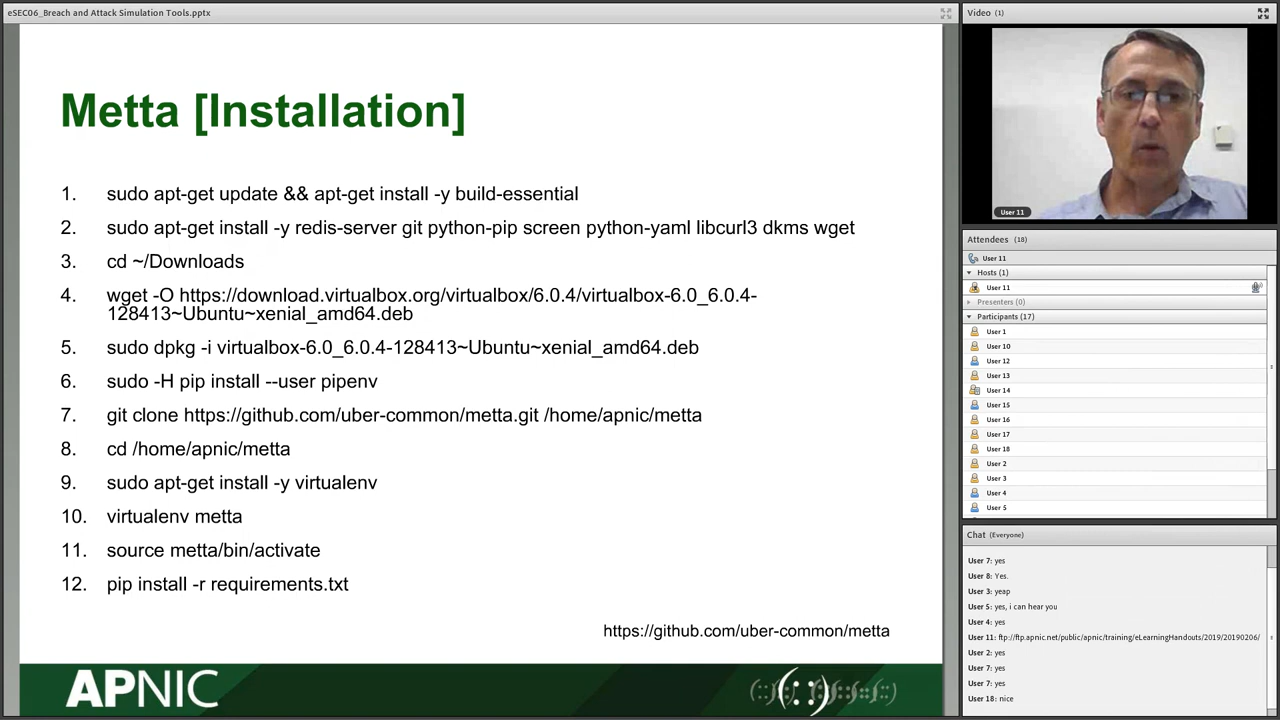 eSEC06_Breach and Attack Simulation Tools.pptx
Metta [Installation]
1. sudo apt-get update && apt-get install -y build-essential
2. sudo apt-get install -y redis-server git python-pip screen python-yaml libcurl3 dkms wget
3. cd ~/Downloads
4. wget -O https://download.virtualbox.org/virtualbox/6.0.4/virtualbox-6.0_6.0.4-
128413~Ubuntu~xenial_amd64.deb
5. sudo dpkg -i virtualbox-6.0_6.0.4-128413~Ubuntu~xenial_amd64.deb
6. sudo -H pip install --user pipenv
7. git clone https://github.com/uber-common/metta.git /home/apnic/metta
8. cd /home/apnic/metta
9. sudo apt-get install -y virtualenv
10. virtualenv metta
11. source metta/bin/activate
12. pip install -r requirements.txt
https://github.com/uber-common/metta
APNIC
Video (1)
User 11
Attendees (18)
User 11
Hosts (1)
User 11
Presenters (0)
Participants (17)
User 1
User 10
User 12
User 13
User 14
User 15
User 16
User 17
User 18
User 2
User 3
User 4
User 5
Chat (Everyone)
User 7: yes
User 8: Yes.
User 3: yeap
User 5: yes, i can hear you
User 4: yes
User 11: ftp://ftp.apnic.net/public/apnic/training/eLearningHandouts/2019/20190206/
User 2: yes
User 7: yes
User 7: yes
User 18: nice